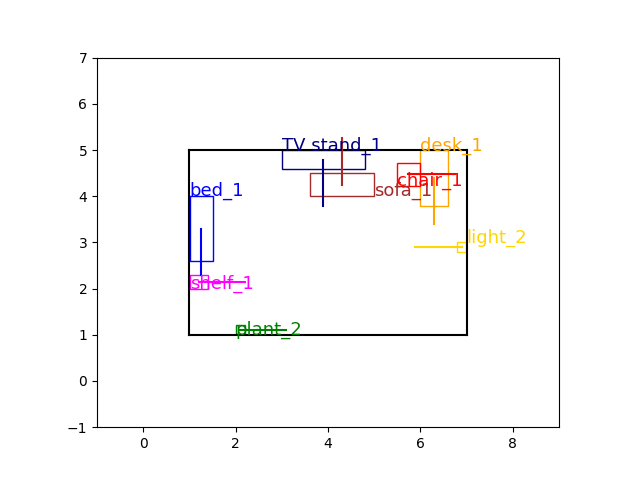 7
6
5
4
3
2
1
0
−1
TV stand_1
desk_1
chair_1
bed_1
sofa_1
light_2
shelf_1
plant_2
0
2
4
6
8